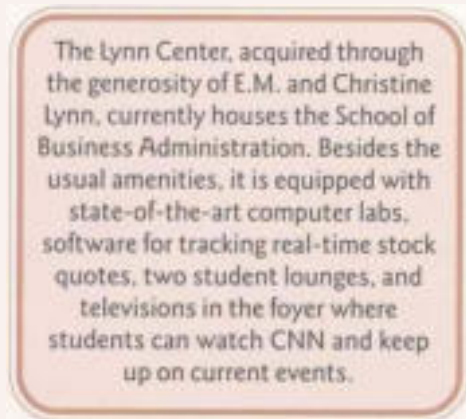 The Lynn Center, acquired through
the generosity of E.M. and Christine
Lynn, currently houses the School of
Business Administration. Besides the
usual amenities, it is equipped with
state-of-the-art computer labs,
software for tracking real-time stock
quotes, two student lounges, and
televisions in the foyer where
students can watch CNN and keep
up on current events.